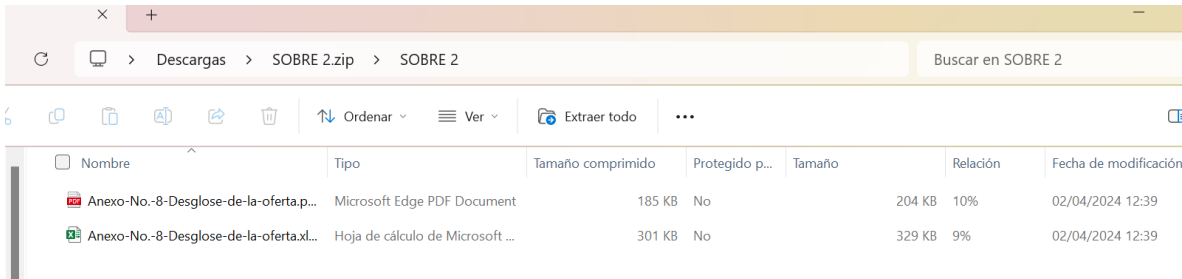 Descargas > SOBRE 2.zip > SOBRE 2
Buscar en SOBRE 2
Ordenar
Ver
Extraer todo
Nombre Tipo Tamaño comprimido Protegido p... Tamaño Relación Fecha de modificación
Anexo-No.-8-Desglose-de-la-oferta.p... Microsoft Edge PDF Document 185 KB No 204 KB 10% 02/04/2024 12:39
Anexo-No.-8-Desglose-de-la-oferta.xl... Hoja de cálculo de Microsoft ... 301 KB No 329 KB 9% 02/04/2024 12:39